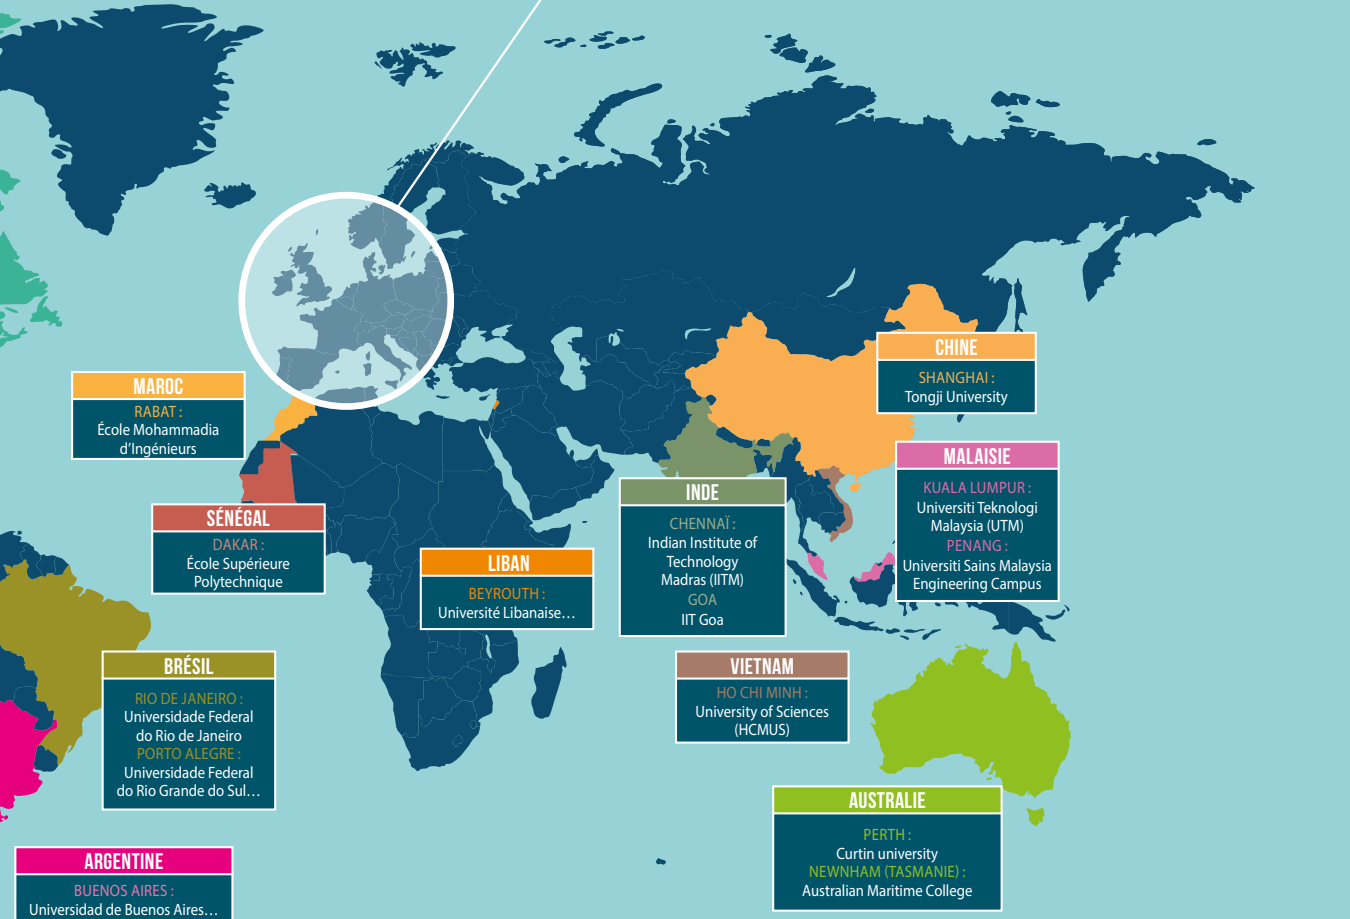 MAROC
RABAT :
École Mohammadia
d'Ingénieurs
SÉNÉGAL
DAKAR :
École Supérieure
Polytechnique
LIBAN
BEYROUTH :
Université Libanaise…
INDE
CHENNAÏ :
Indian Institute of
Technology
Madras (IITM)
GOA
IIT Goa
CHINE
SHANGHAI :
Tongji University
MALAISIE
KUALA LUMPUR :
Universiti Teknologi
Malaysia (UTM)
PENANG :
Universiti Sains Malaysia
Engineering Campus
BRÉSIL
RIO DE JANEIRO :
Universidade Federal
do Rio de Janeiro
PORTO ALEGRE :
Universidade Federal
do Rio Grande do Sul…
VIETNAM
HO CHI MINH :
University of Sciences
(HCMUS)
AUSTRALIE
PERTH :
Curtin university
NEWNHAM (TASMANIE) :
Australian Maritime College
ARGENTINE
BUENOS AIRES :
Universidad de Buenos Aires…